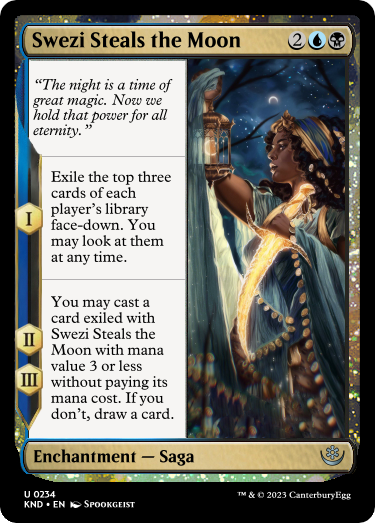 Swezi Steals the Moon 2
“The night is a time of
great magic. Now we
hold that power for all
eternity.”
I
Exile the top three
cards of each
player's library
face-down. You
may look at them
at any time.
II
III
You may cast a
card exiled with
Swezi Steals the
Moon with mana
value 3 or less
without paying its
mana cost. If you
don't, draw a card.
Enchantment — Saga
U 0234
KND • EN SPOOKGEIST
™ & © 2023 CanterburyEgg